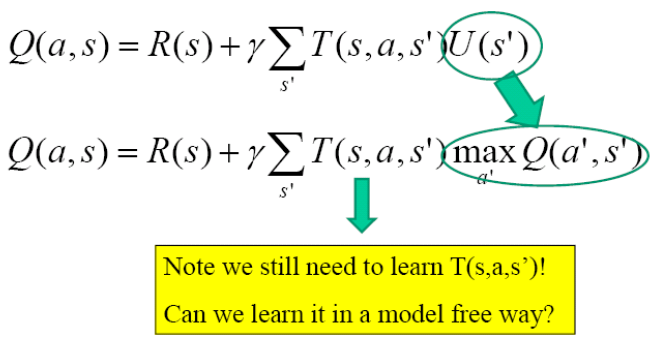 Q(a,s) = R(s) + γ∑T(s,a,s')U(s')
s'
Q(a,s) = R(s) + γ∑T(s,a,s')max Q(a',s')
s' a'
Note we still need to learn T(s,a,s’)!
Can we learn it in a model free way?